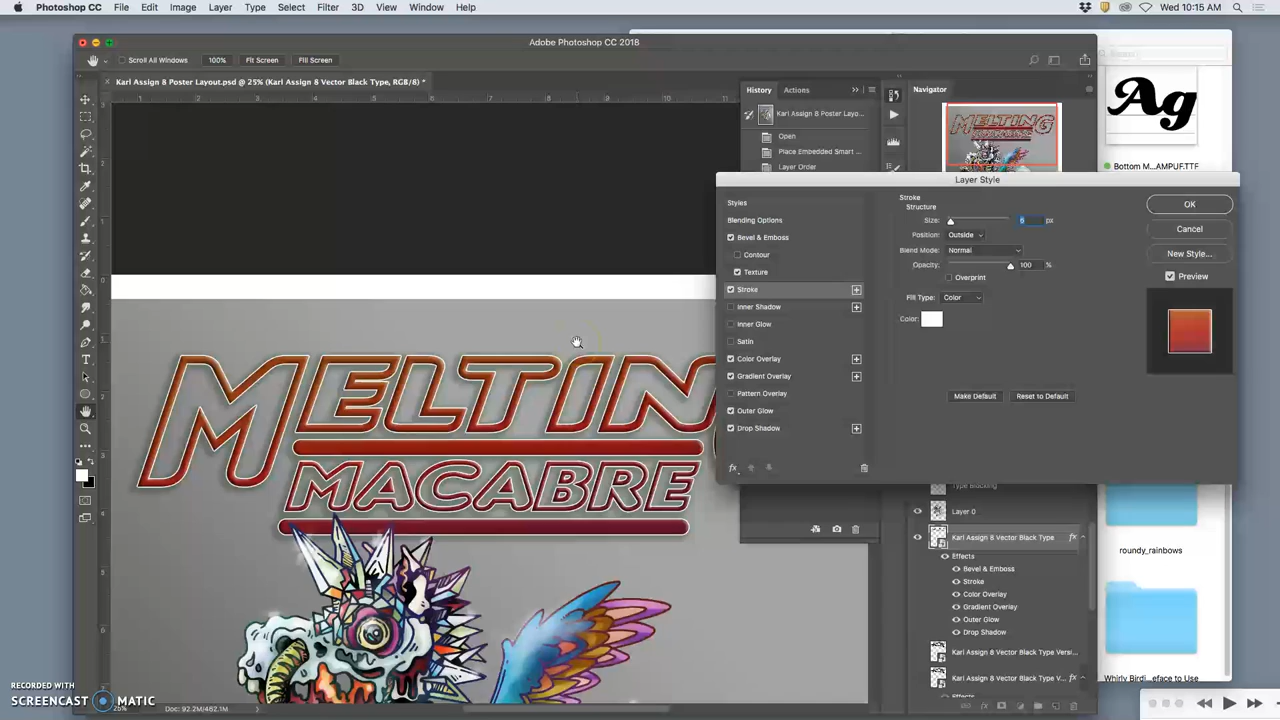 Photoshop CC File Edit Image Layer Type Select Filter 3D View Window Help Wed 10:15 AM
Adobe Photoshop CC 2018
Scroll All Windows 100% Fit Screen Fill Screen
Karl Assign 8 Poster Layout.psd @ 25% (Karl Assign 8 Vector Black Type, RGB/8) *
History Actions
Navigator
Karl Assign 8 Poster Layo...
Open
Place Embedded Smart ...
Layer Order
Ag
Bottom M...AMPUF.TTF
Layer Style
Styles
Blending Options
Bevel & Emboss
Contour
Texture
Stroke
Inner Shadow
Inner Glow
Satin
Color Overlay
Gradient Overlay
Pattern Overlay
Outer Glow
Drop Shadow
fx
Stroke
Structure
Size: 6 px
Position: Outside
Blend Mode: Normal
Opacity: 100 %
Overprint
Fill Type: Color
Color:
Make Default Reset to Default
OK
Cancel
New Style...
Preview
MELTING
MACABRE
Type Blocking
Layer 0
Karl Assign 8 Vector Black Type fx
Effects
Bevel & Emboss
Stroke
Color Overlay
Gradient Overlay
Outer Glow
Drop Shadow
Karl Assign 8 Vector Black Type Versi...
Karl Assign 8 Vector Black Type V... fx
Effects
roundy_rainbows
Whirly Birdi...eface to Use
Doc: 92.2M/482.1M
RECORDED WITH
SCREENCAST MATIC